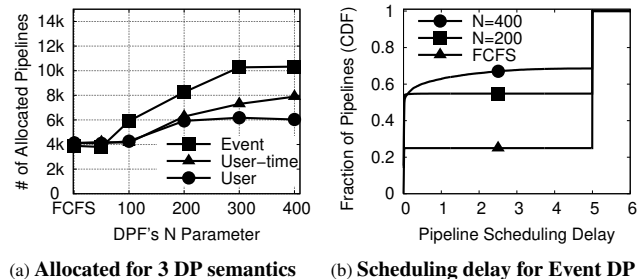 14k
12k
10k
8k
6k
4k
2k
0
# of Allocated Pipelines
Event
User-time
User
FCFS 100 200 300 400
DPF's N Parameter
(a) Allocated for 3 DP semantics
N=400
N=200
FCFS
1
0.8
0.6
0.4
0.2
0
Fraction of Pipelines (CDF)
0 1 2 3 4 5 6
Pipeline Scheduling Delay
(b) Scheduling delay for Event DP